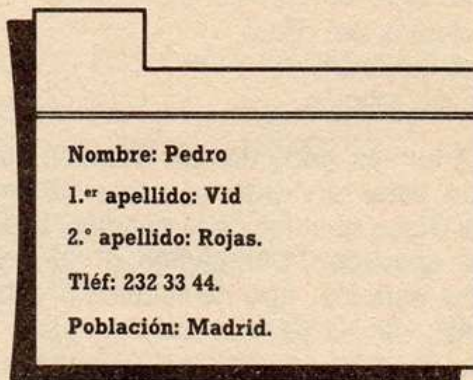 Nombre: Pedro
1.er apellido: Vid
2.° apellido: Rojas.
Tléf: 232 33 44.
Población: Madrid.